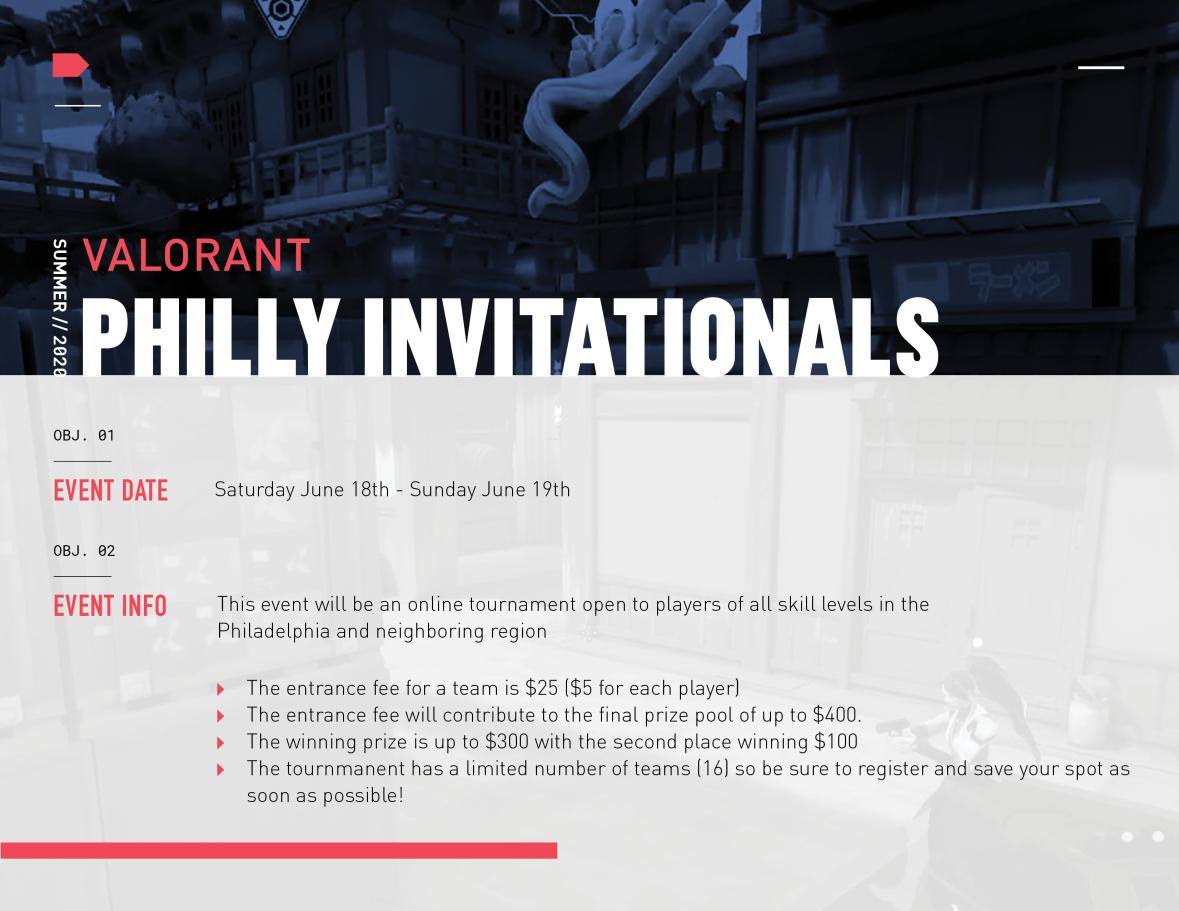 VALORANT
SUMMER // 2020
PHILLY INVITATIONALS
OBJ. 01
EVENT DATE
Saturday June 18th - Sunday June 19th
OBJ. 02
EVENT INFO
This event will be an online tournament open to players of all skill levels in the
Philadelphia and neighboring region
The entrance fee for a team is $25 ($5 for each player)
The entrance fee will contribute to the final prize pool of up to $400.
The winning prize is up to $300 with the second place winning $100
The tournmanent has a limited number of teams (16) so be sure to register and save your spot as
soon as possible!
ラーメン